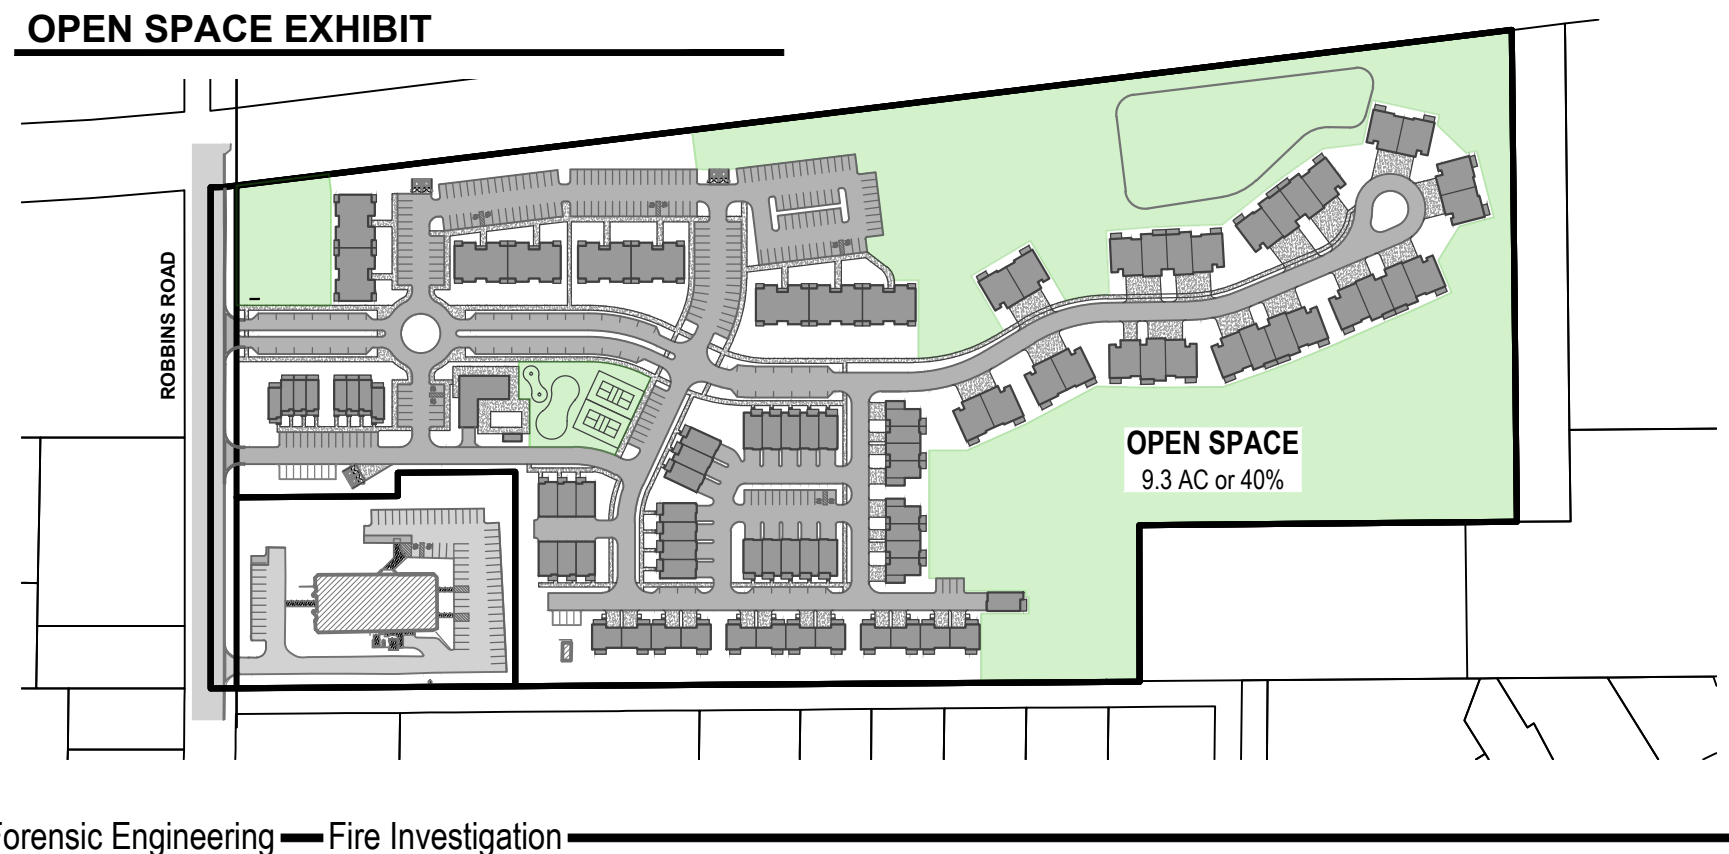 OPEN SPACE EXHIBIT
ROBBINS ROAD
OPEN SPACE
9.3 AC or 40%
Forensic Engineering — Fire Investigation